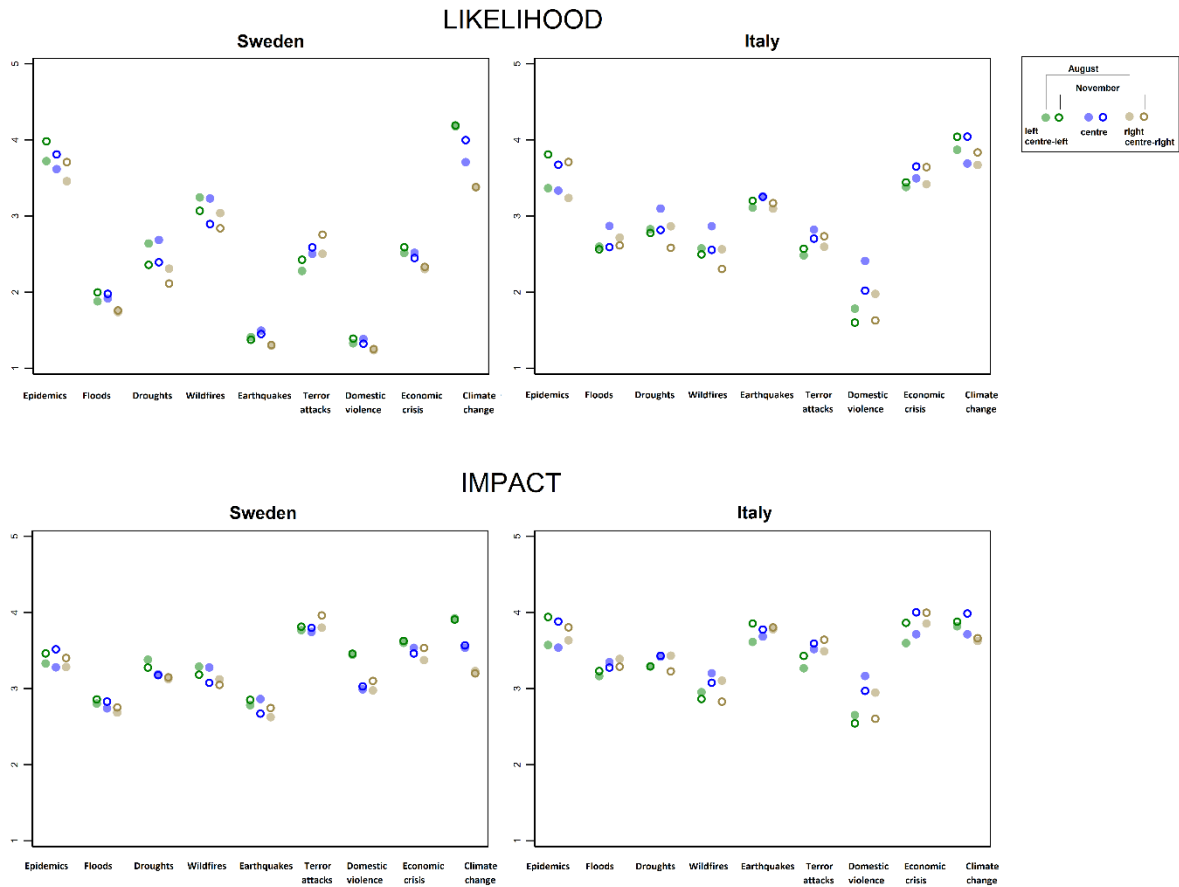 LIKELIHOOD
Sweden
Italy
5
4
3
2
1
5
4
3
2
1
August
November
left
centre-left
centre
right
centre-right
Epidemics Floods Droughts Wildfires Earthquakes Terror attacks Domestic violence Economic crisis Climate change
Epidemics Floods Droughts Wildfires Earthquakes Terror attacks Domestic violence Economic crisis Climate change
IMPACT
Sweden
Italy
5
4
3
2
1
5
4
3
2
1
Epidemics Floods Droughts Wildfires Earthquakes Terror attacks Domestic violence Economic crisis Climate change
Epidemics Floods Droughts Wildfires Earthquakes Terror attacks Domestic violence Economic crisis Climate change